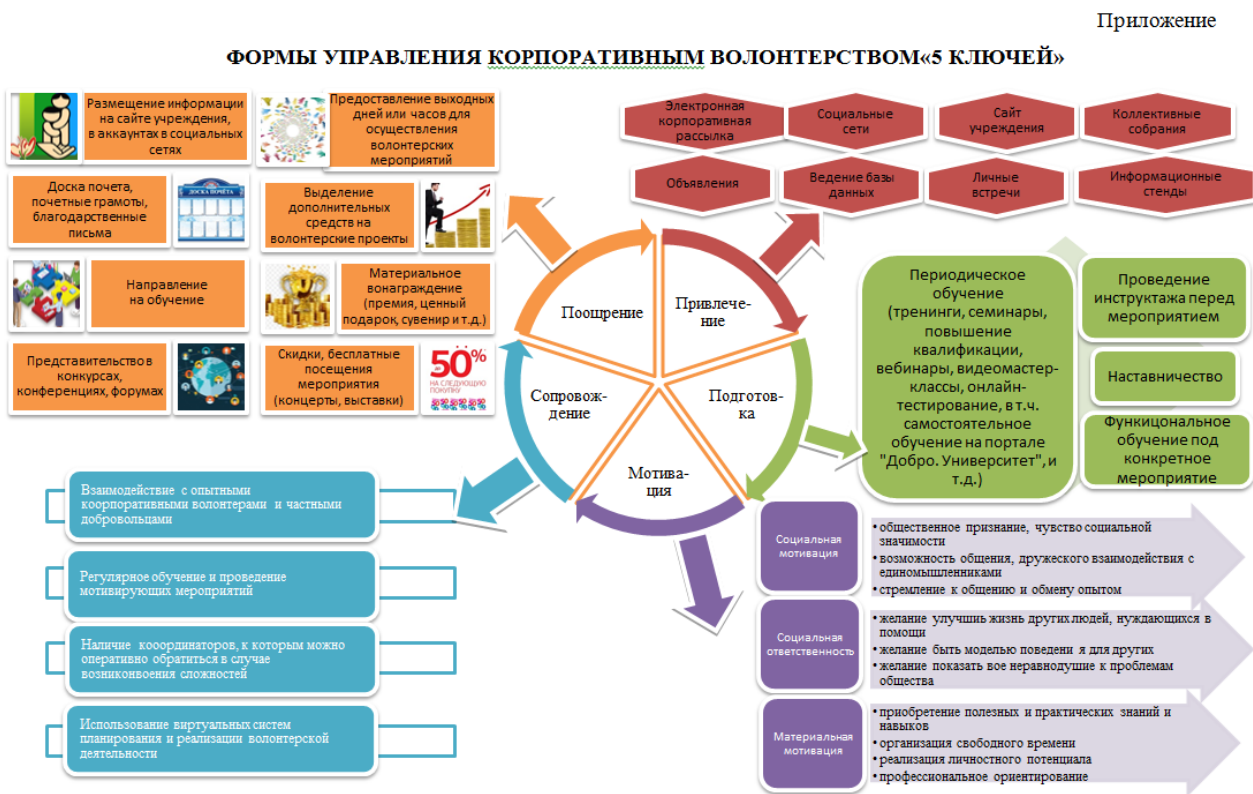 Приложение
ФОРМЫ УПРАВЛЕНИЯ КОРПОРАТИВНЫМ ВОЛОНТЕРСТВОМ«5 КЛЮЧЕЙ»
Размещение информации
на сайте учреждения,
в аккаунтах в социальных
сетях
Предоставление выходных
дней или часов для
осуществления
волонтерских
мероприятий
Доска почета,
почетные грамоты,
благодарственные
письма
ДОСКА ПОЧЁТА
Выделение
дополнительных
средств на
волонтерские проекты
Направление
на обучение
Материальное
вонаграждение
(премия, ценный
подарок, сувенир и т.д.)
Представительство в
конкурсах,
конференциях, форумах
Скидки, бесплатные
посещения
мероприятия
(концерты, выставки)
50%
НА СЛЕДУЮЩУЮ
ПОКУПКУ
Электронная
корпоративная
рассылка
Социальные
сети
Сайт
учреждения
Коллективные
собрания
Объявления
Ведение базы
данных
Личные
встречи
Информационные
стенды
Поощрение
Привлече-
ние
Подготов-
ка
Мотива-
ция
Сопровож-
дение
Периодическое
обучение
(тренинги, семинары,
повышение
квалификации,
вебинары, видеомастер-
классы, онлайн-
тестирование, в т.ч.
самостоятельное
обучение на портале
"Добро. Университет", и
т.д.)
Проведение
инструктажа перед
мероприятием
Наставничество
Функицональное
обучение под
конкретное
мероприятие
Взаимодействие с опытными
коорпоративными волонтерами и частными
добровольцами
Регулярное обучение и проведение
мотивирующих мероприятий
Наличие кооординаторов, к которым можно
оперативно обратиться в случае
возниконвоения сложностей
Использование виртуальных систем
планирования и реализации волонтерской
деятельности
Социальная
мотивация
• общественное признание, чувство социальной
значимости
• возможность общения, дружеского взаимодействия с
единомышленниками
• стремление к общению и обмену опытом
Социальная
ответственность
• желание улучшиь жизнь других людей, нуждающихся в
помощи
• желание быть моделью поведени я для других
• желание показать вое неравнодушие к проблемам
общества
Материальная
мотивация
• приобретение полезных и практических знаний и
навыков
• организация свободного времени
• реализация личностного потенциала
• профессиональное ориентирование